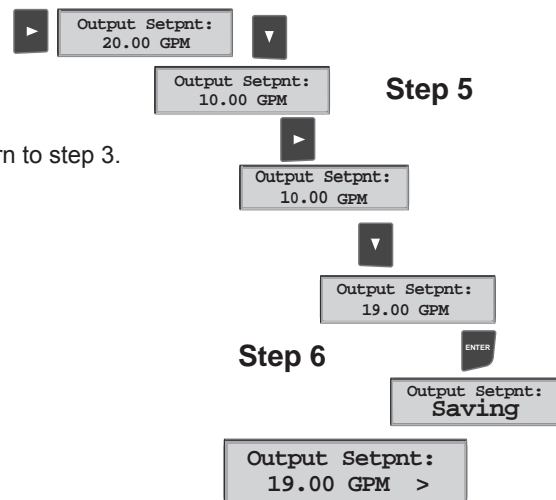 Output Setpnt:
20.00 GPM
Output Setpnt:
10.00 GPM
Step 5
rn to step 3.
Output Setpnt:
10.00 GPM
Output Setpnt:
19.00 GPM
Step 6
ENTER
Output Setpnt:
Saving
Output Setpnt:
19.00 GPM >